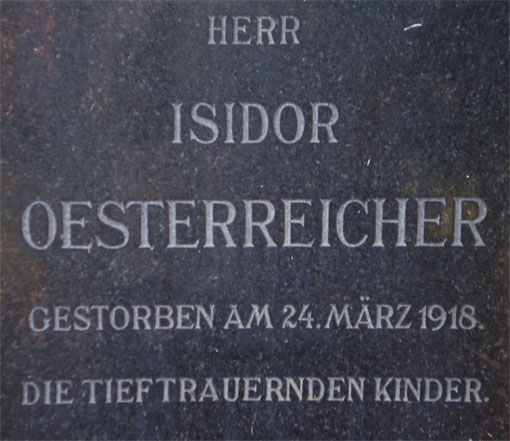 HERR
ISIDOR
OESTERREICHER
GESTORBEN AM 24. MÄRZ 1918.
DIE TIEFTRAUERNDEN KINDER.